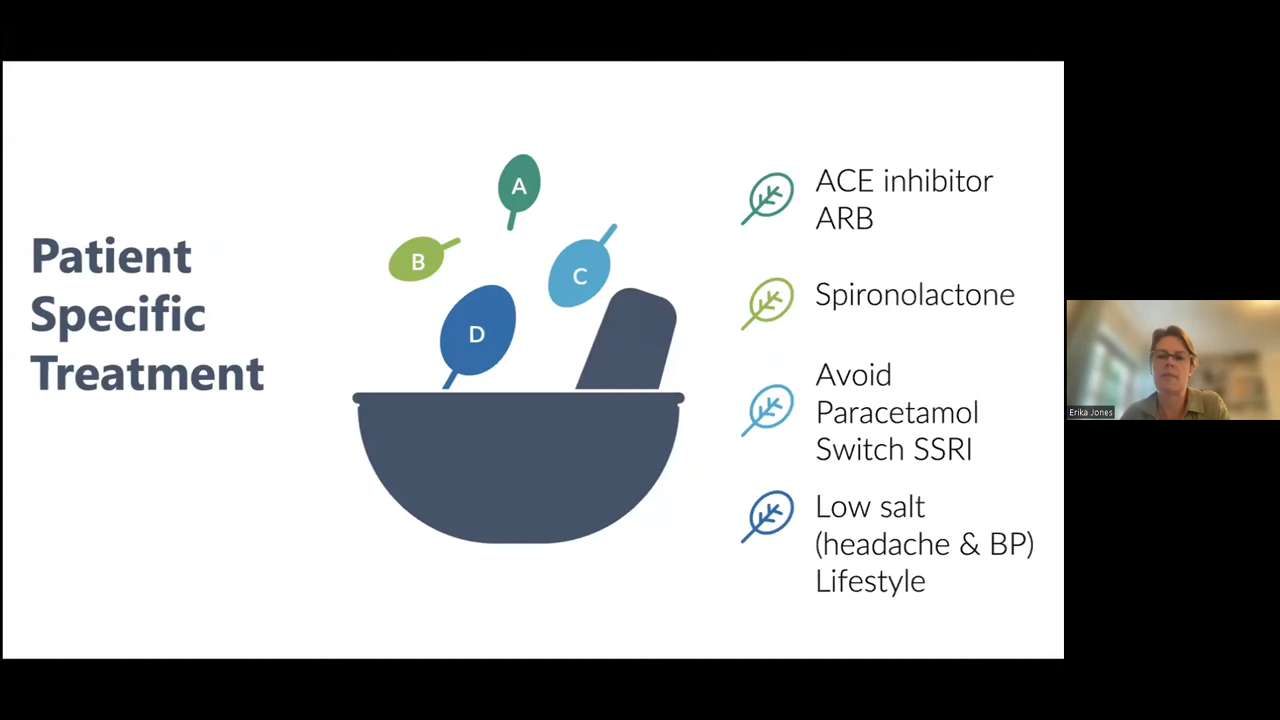 Patient
Specific
Treatment
A
B
C
D
ACE inhibitor
ARB
Spironolactone
Avoid
Paracetamol
Switch SSRI
Low salt
(headache & BP)
Lifestyle
Erika Jones